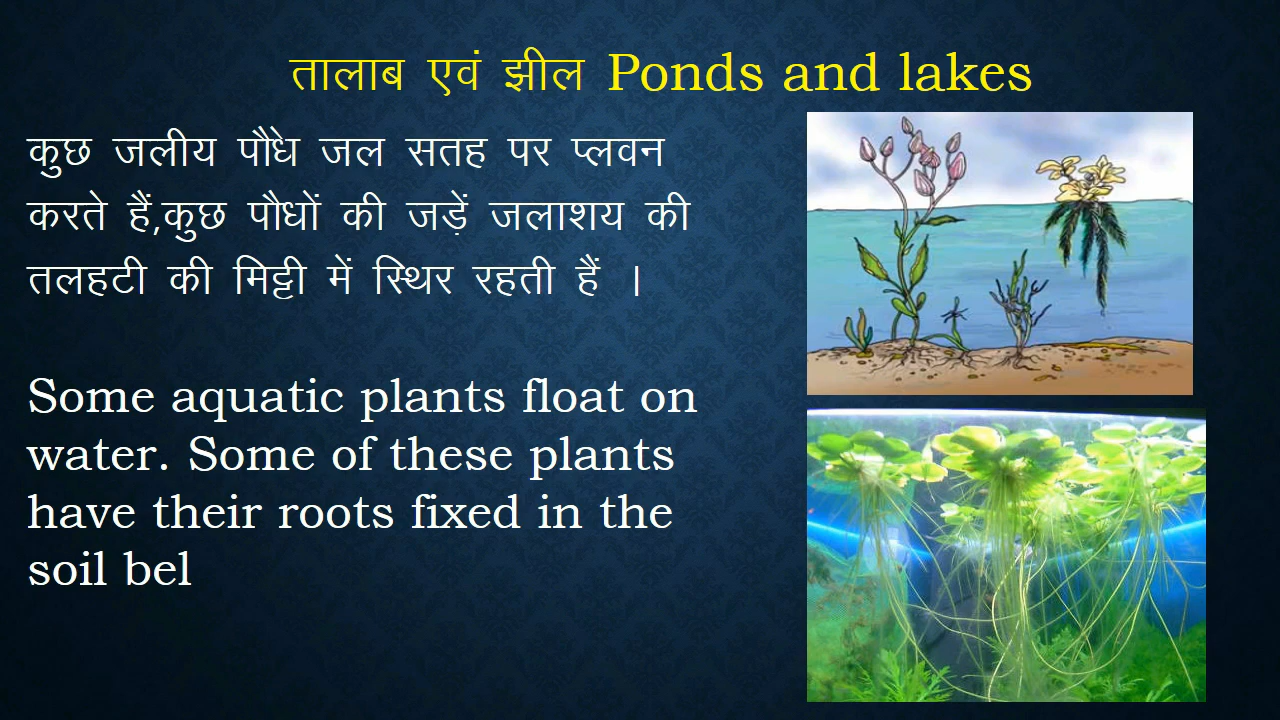 तालाब एवं झील Ponds and lakes
कुछ जलीय पौधे जल सतह पर प्लवन
करते हैं,कुछ पौधों की जड़ें जलाशय की
तलहटी की मिट्टी में स्थिर रहती हैं ।
Some aquatic plants float on
water. Some of these plants
have their roots fixed in the
soil bel